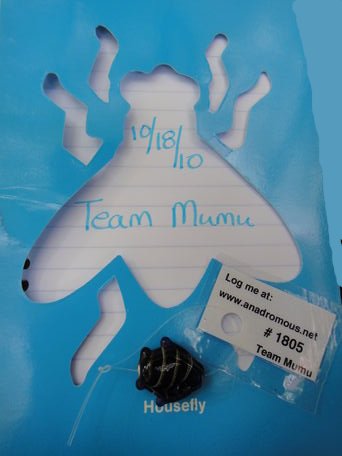 10/18/10
Team Mumu
Log me at:
www.anadromous.net
# 1805
Team Mumu
Housefly